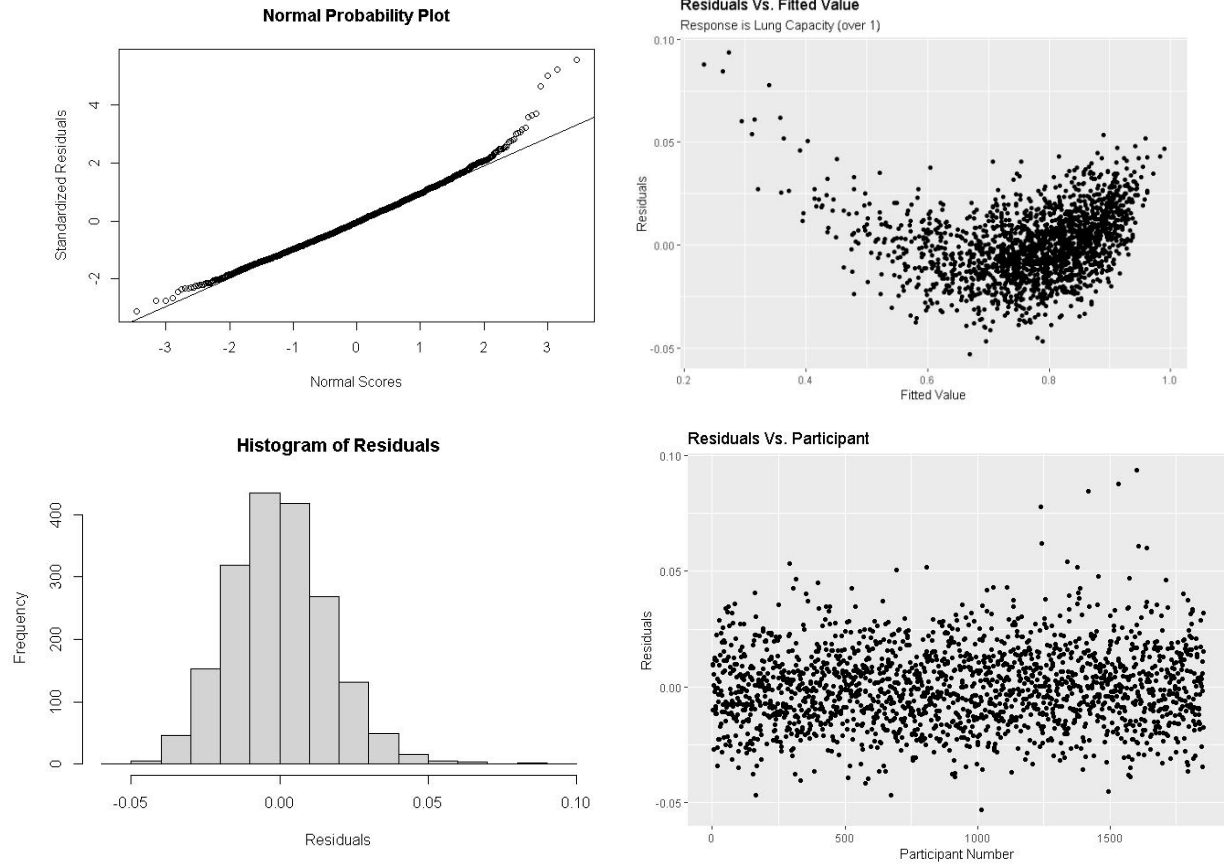 Normal Probability Plot
Standardized Residuals
4
2
0
-2
-3 -2 -1 0 1 2 3
Normal Scores
Residuals Vs. Fitted Value
Response is Lung Capacity (over 1)
0.10
0.05
Residuals
0.00
-0.05
0.2 0.4 0.6 0.8 1.0
Fitted Value
Histogram of Residuals
Frequency
400
300
200
100
0
-0.05 0.00 0.05 0.10
Residuals
Residuals Vs. Participant
0.10
0.05
Residuals
0.00
-0.05
0 500 1000 1500
Participant Number